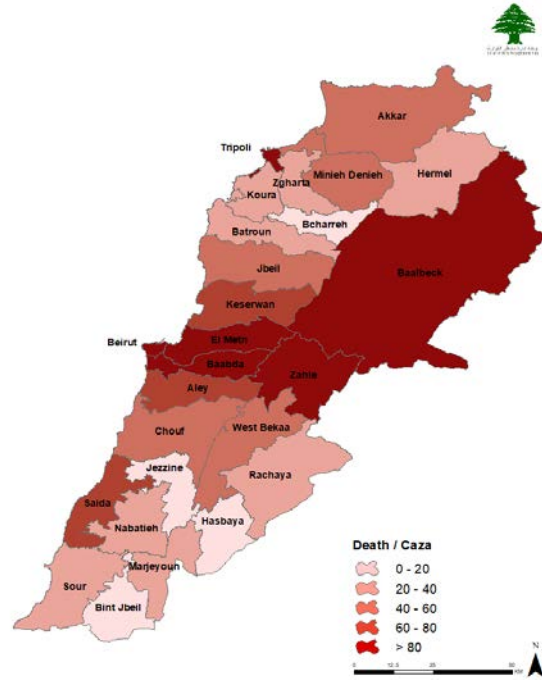 Akkar
Tripoli
Hermel
Minieh Denieh
Zgharta
Koura
Bcharreh
Batroun
Jbeil
Baalbeck
Keserwan
El Metn
Beirut
Baabda
Zahle
Aley
West Bekaa
Chouf
Jezzine
Rachaya
Saida
Hasbaya
Nabatieh
Marjeyoun
Sour
Bint Jbeil
Death / Caza
0 - 20
20 - 40
40 - 60
60 - 80
> 80
N